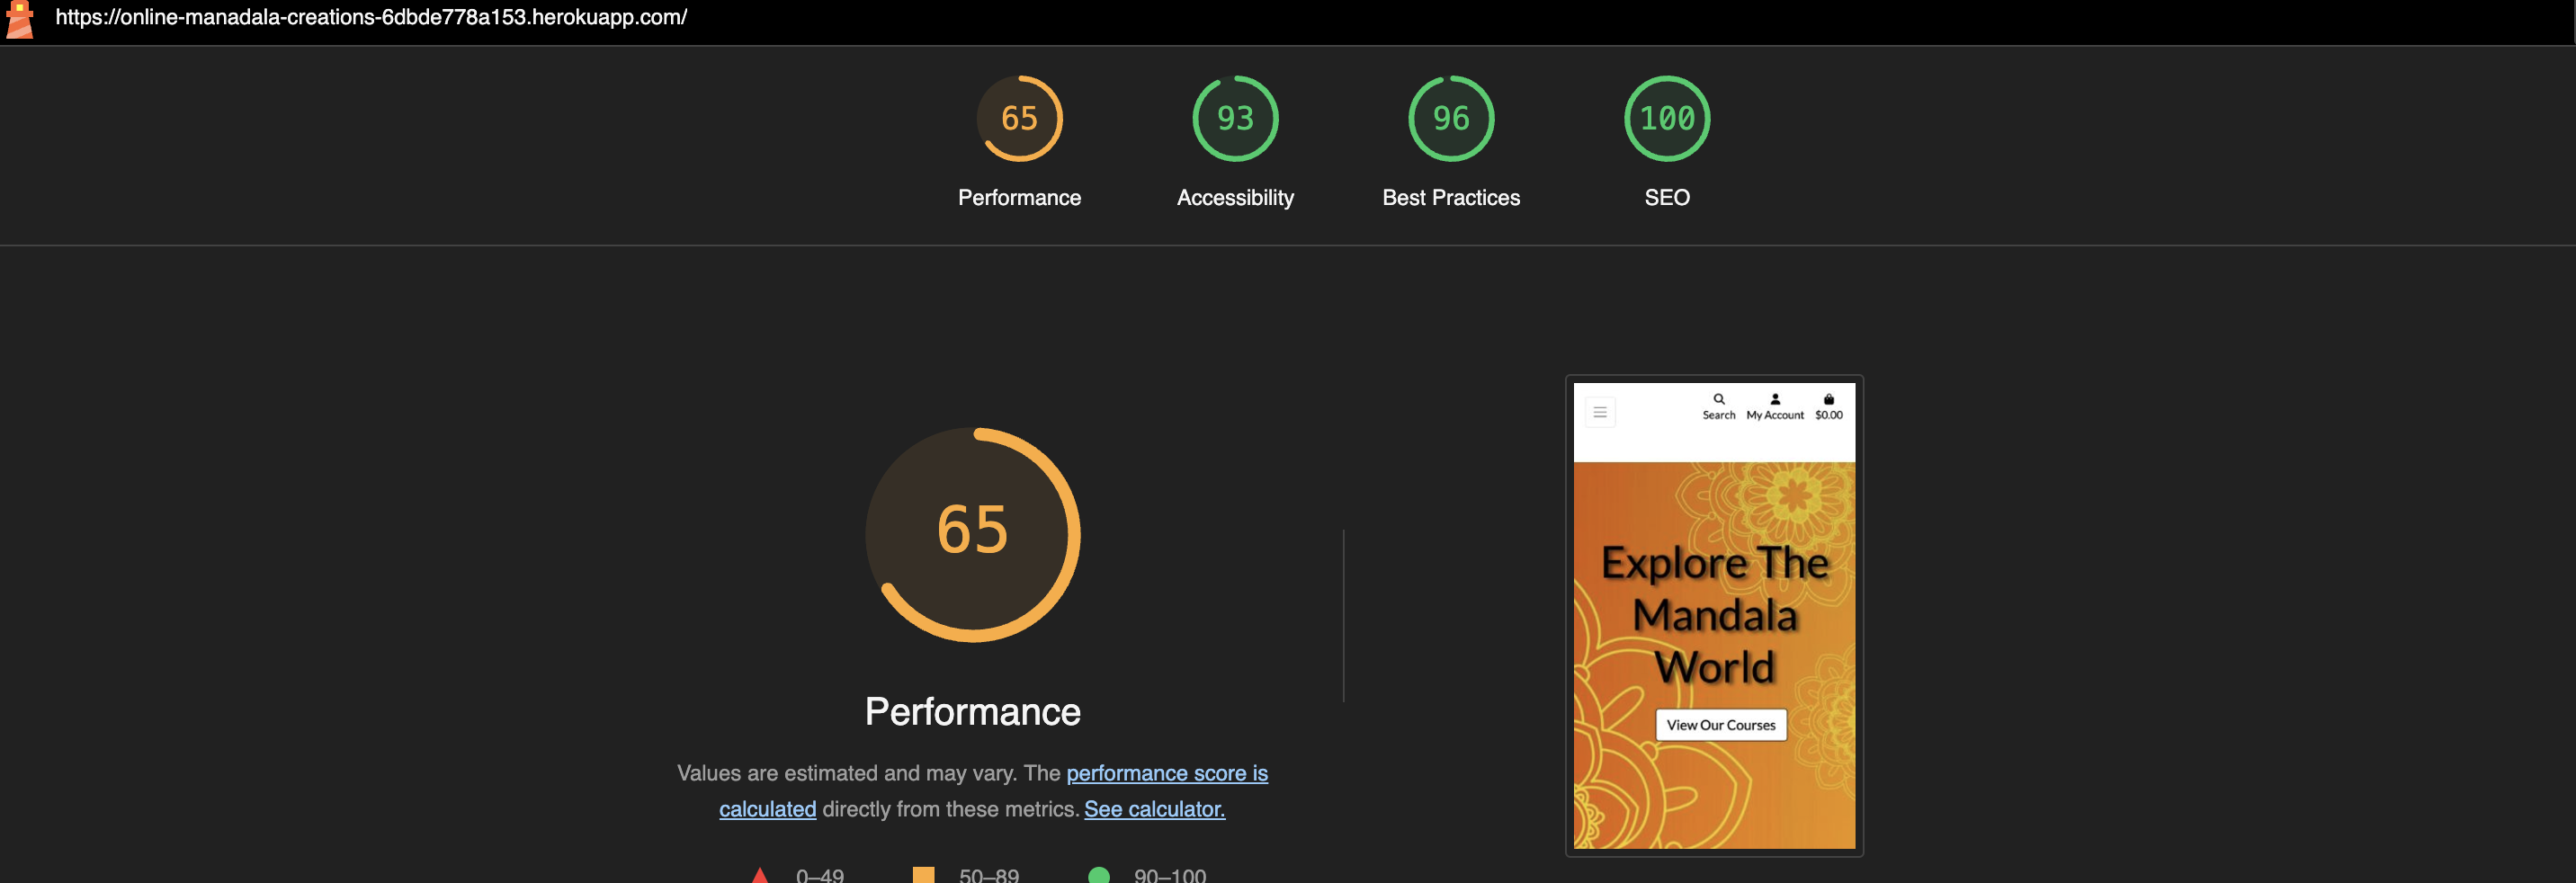 https://online-manadala-creations-6dbde778a153.herokuapp.com/
65
93
96
100
Performance
Accessibility
Best Practices
SEO
65
Performance
Values are estimated and may vary. The performance score is
calculated directly from these metrics. See calculator.
0–49
50–89
90–100
Search
My Account
$0.00
Explore The
Mandala
World
View Our Courses